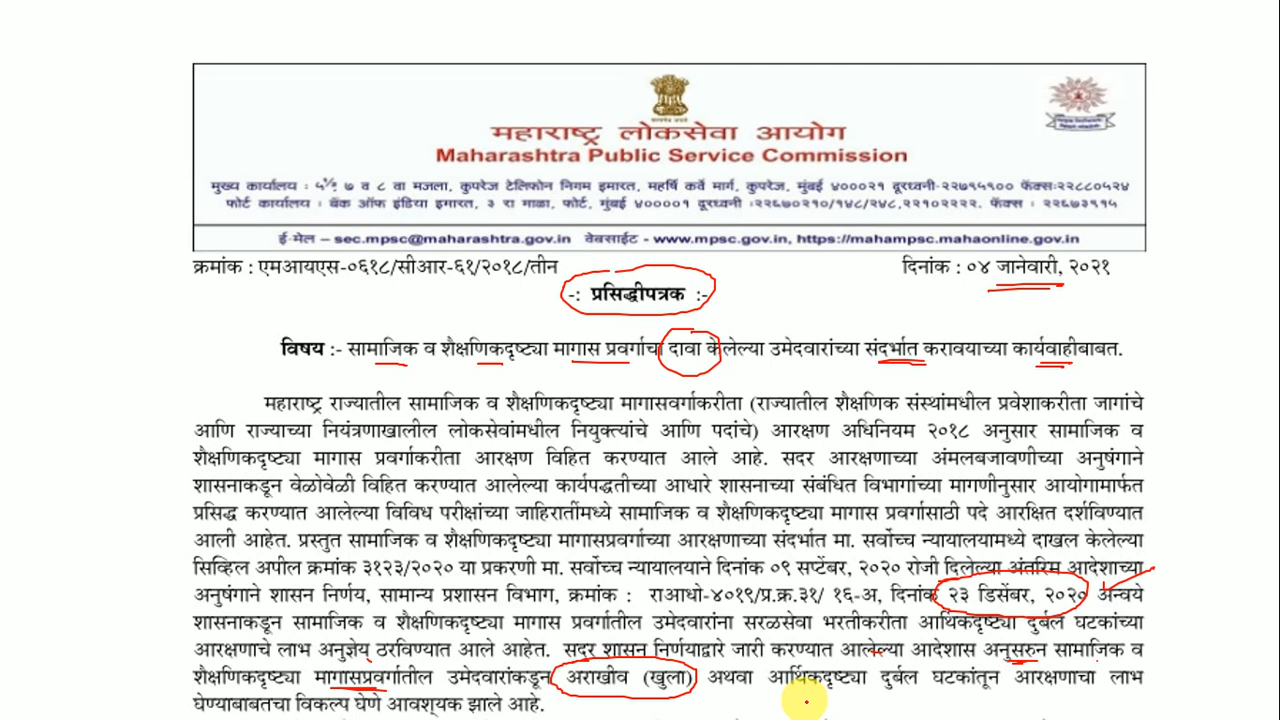 महाराष्ट्र लोकसेवा आयोग
Maharashtra Public Service Commission
मुख्य कार्यालय : ५½, ७ व ८ वा मजला, कुपरेज टेलिफोन निगम इमारत, महर्षि कर्वे मार्ग, कुपरेज, मुंबई ४०००२१ दूरध्वनी-२२७९५९०० फॅक्स:२२८८०५२४
फोर्ट कार्यालय : बँक ऑफ इंडिया इमारत, ३ रा माळा, फोर्ट, मुंबई ४००००१ दूरध्वनी :२२६७०२१०/१४८/२४८,२२१०२२२२. फॅक्स : २२६७३९१५
ई-मेल – sec.mpsc@maharashtra.gov.in वेबसाईट - www.mpsc.gov.in, https://mahampsc.mahaonline.gov.in
क्रमांक : एमआयएस-०६१८/सीआर-६१/२०१८/तीन दिनांक : ०४ जानेवारी, २०२१
-: प्रसिद्धीपत्रक :-
विषय :- सामाजिक व शैक्षणिकदृष्ट्या मागास प्रवर्गाचा दावा केलेल्या उमेदवारांच्या संदर्भात करावयाच्या कार्यवाहीबाबत.
महाराष्ट्र राज्यातील सामाजिक व शैक्षणिकदृष्ट्या मागासवर्गाकरीता (राज्यातील शैक्षणिक संस्थांमधील प्रवेशाकरीता जागांचे
आणि राज्याच्या नियंत्रणाखालील लोकसेवांमधील नियुक्त्यांचे आणि पदांचे) आरक्षण अधिनियम २०१८ अनुसार सामाजिक व
शैक्षणिकदृष्ट्या मागास प्रवर्गाकरीता आरक्षण विहित करण्यात आले आहे. सदर आरक्षणाच्या अंमलबजावणीच्या अनुषंगाने
शासनाकडून वेळोवेळी विहित करण्यात आलेल्या कार्यपद्धतीच्या आधारे शासनाच्या संबंधित विभागांच्या मागणीनुसार आयोगामार्फत
प्रसिद्ध करण्यात आलेल्या विविध परीक्षांच्या जाहिरातींमध्ये सामाजिक व शैक्षणिकदृष्ट्या मागास प्रवर्गासाठी पदे आरक्षित दर्शविण्यात
आली आहेत. प्रस्तुत सामाजिक व शैक्षणिकदृष्ट्या मागासप्रवर्गाच्या आरक्षणाच्या संदर्भात मा. सर्वोच्च न्यायालयामध्ये दाखल केलेल्या
सिव्हिल अपील क्रमांक ३१२३/२०२० या प्रकरणी मा. सर्वोच्च न्यायालयाने दिनांक ०९ सप्टेंबर, २०२० रोजी दिलेल्या अंतरिम आदेशाच्या
अनुषंगाने शासन निर्णय, सामान्य प्रशासन विभाग, क्रमांक : राआधो-४०१९/प्र.क्र.३१/ १६-अ, दिनांक २३ डिसेंबर, २०२० अन्वये
शासनाकडून सामाजिक व शैक्षणिकदृष्ट्या मागास प्रवर्गातील उमेदवारांना सरळसेवा भरतीकरीता आर्थिकदृष्ट्या दुर्बल घटकांच्या
आरक्षणाचे लाभ अनुज्ञेय ठरविण्यात आले आहेत. सदर शासन निर्णयाद्वारे जारी करण्यात आलेल्या आदेशास अनुसरुन सामाजिक व
शैक्षणिकदृष्ट्या मागासप्रवर्गातील उमेदवारांकडून अराखीव (खुला) अथवा आर्थिकदृष्ट्या दुर्बल घटकांतून आरक्षणाचा लाभ
घेण्याबाबतचा विकल्प घेणे आवश्यक झाले आहे.